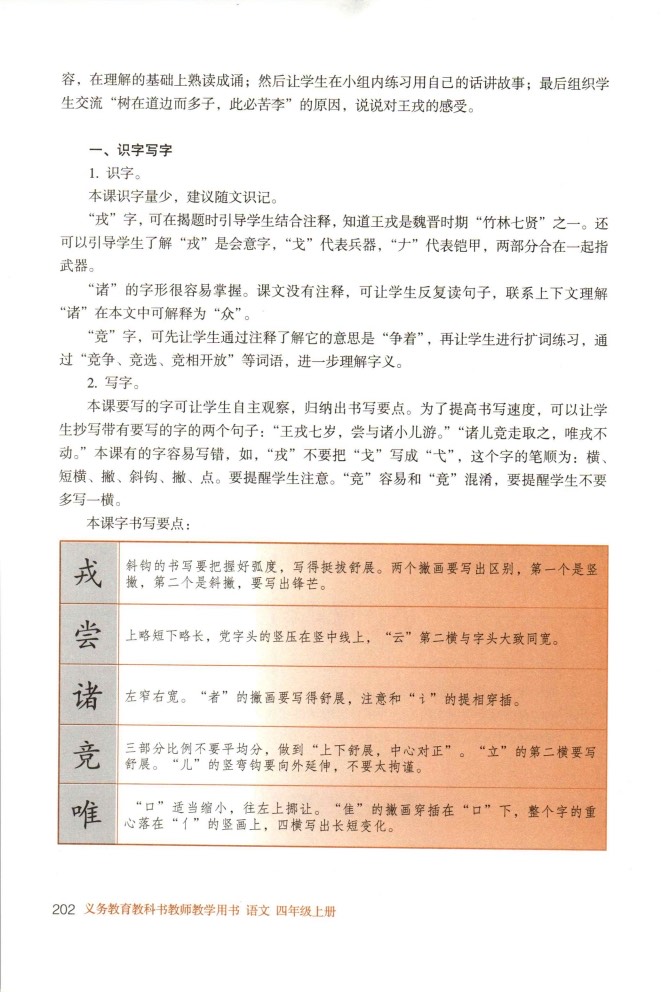 容，在理解的基础上熟读成诵；然后让学生在小组内练习用自己的话讲故事；最后组织学
生交流“树在道边而多子，此必苦李”的原因，说说对王戎的感受。
一、识字写字
1. 识字。
本课识字量少，建议随文识记。
“戎”字，可在揭题时引导学生结合注释，知道王戎是魏晋时期“竹林七贤”之一。还
可以引导学生了解“戎”是会意字，“戈”代表兵器，“𠂇”代表铠甲，两部分合在一起指
武器。
“诸”的字形很容易掌握。课文没有注释，可让学生反复读句子，联系上下文理解
“诸”在本文中可解释为“众”。
“竞”字，可先让学生通过注释了解它的意思是“争着”，再让学生进行扩词练习，通
过“竞争、竞选、竞相开放”等词语，进一步理解字义。
2. 写字。
本课要写的字可让学生自主观察，归纳出书写要点。为了提高书写速度，可以让学
生抄写带有要写的字的两个句子：“王戎七岁，尝与诸小儿游。”“诸儿竞走取之，唯戎不
动。”本课有的字容易写错，如，“戎”不要把“戈”写成“弋”，这个字的笔顺为：横、
短横、撇、斜钩、撇、点。要提醒学生注意。“竞”容易和“竟”混淆，要提醒学生不要
多写一横。
本课字书写要点：
戎
斜钩的书写要把握好弧度，写得挺拔舒展。两个撇画要写出区别，第一个是竖
撇，第二个是斜撇，要写出锋芒。
尝
上略短下略长，党字头的竖压在竖中线上，“云”第二横与字头大致同宽。
诸
左窄右宽。“者”的撇画要写得舒展，注意和“讠”的提相穿插。
竞
三部分比例不要平均分，做到“上下舒展，中心对正”。“立”的第二横要写
舒展。“儿”的竖弯钩要向外延伸，不要太拘谨。
唯
“口”适当缩小，往左上挪让。“隹”的撇画穿插在“口”下，整个字的重
心落在“亻”的竖画上，四横写出长短变化。
202 义务教育教科书教师教学用书 语文 四年级上册